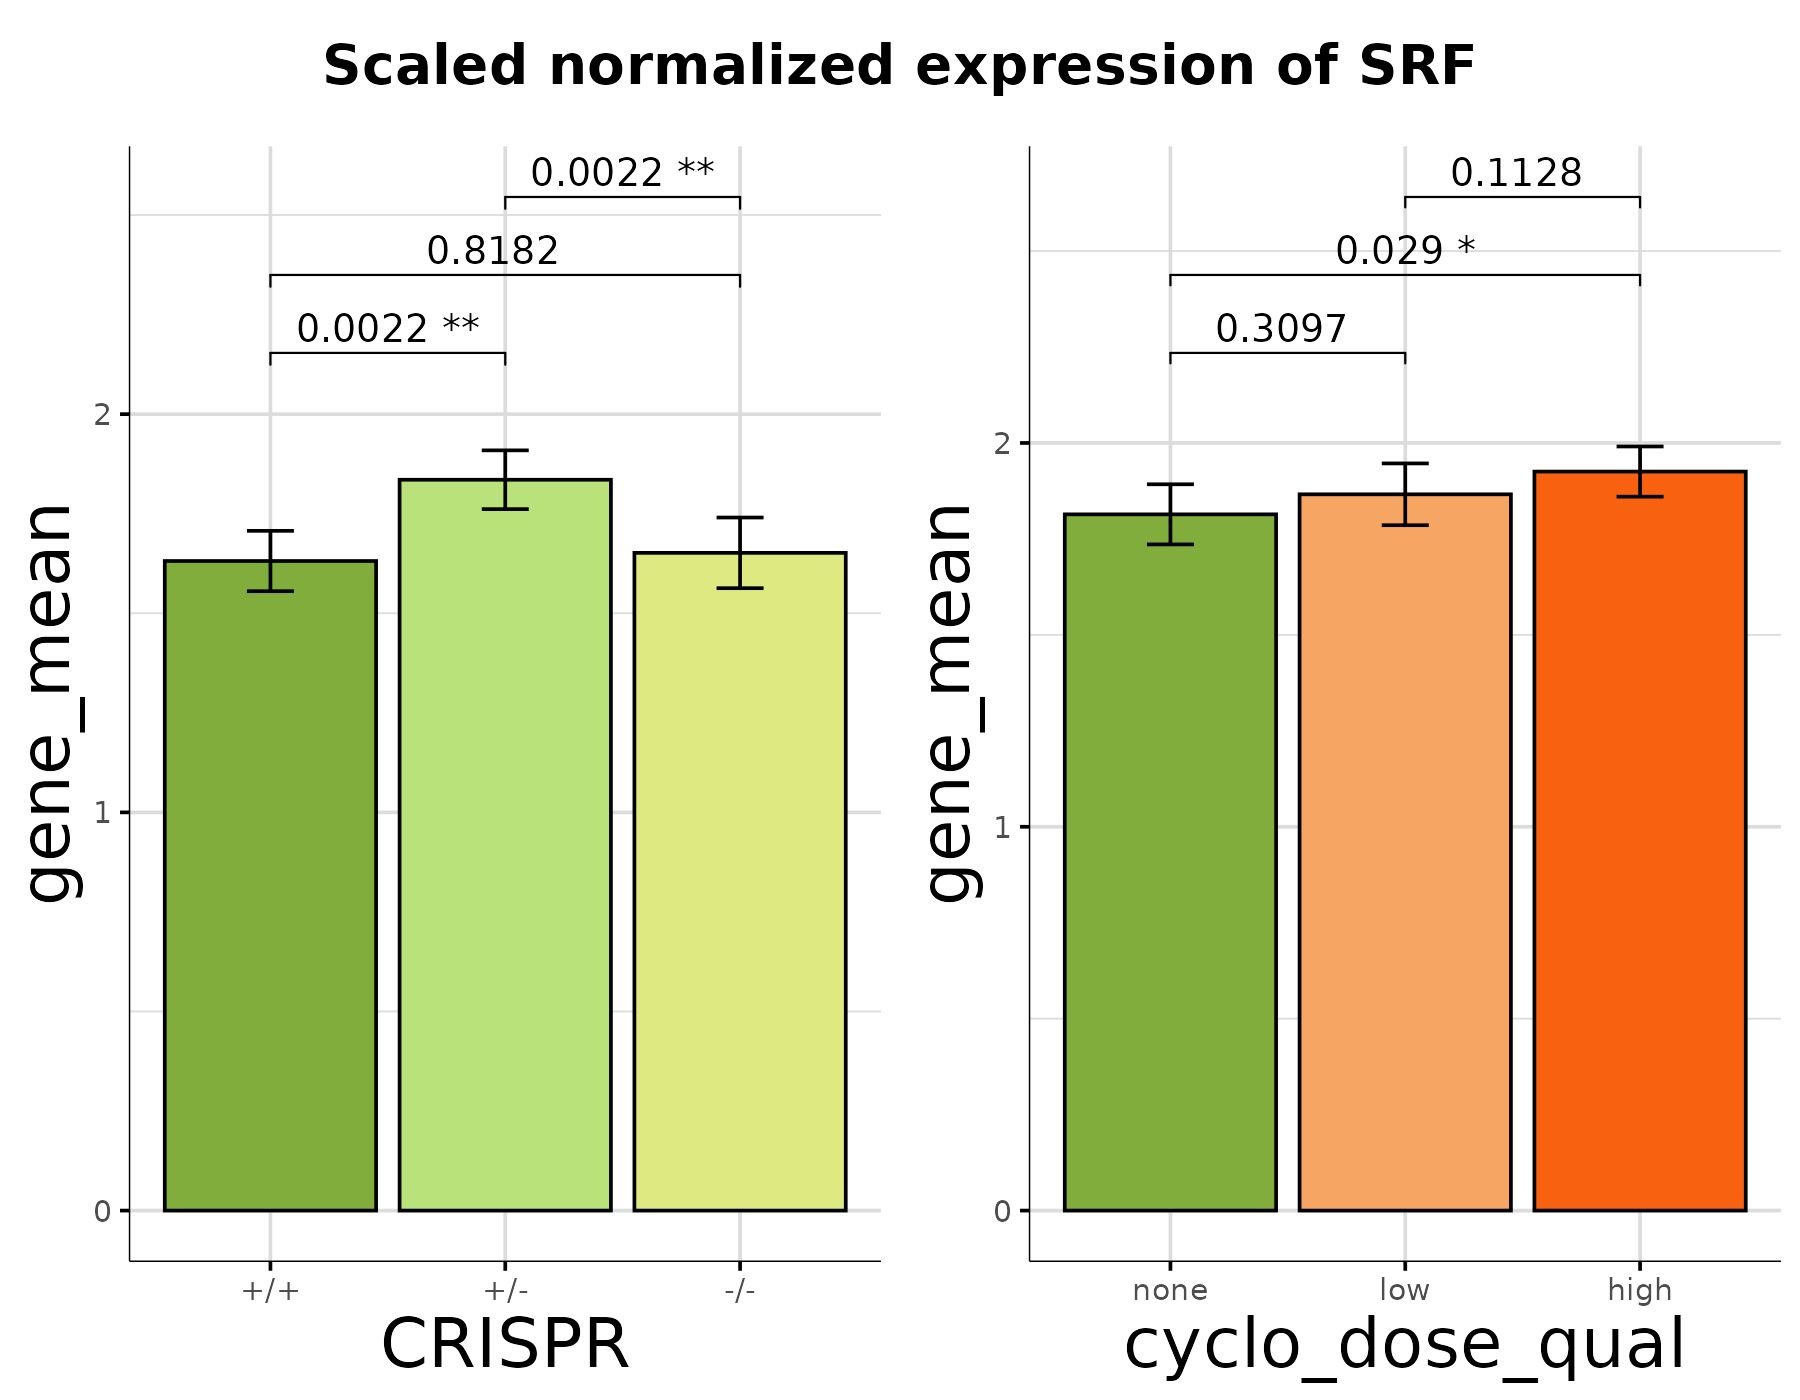 Scaled normalized expression of SRF
0.0022 **
0.8182
0.0022 **
2
1
0
gene_mean
+/+
+/-
-/-
CRISPR
0.1128
0.029 *
0.3097
2
1
0
gene_mean
none
low
high
cyclo_dose_qual